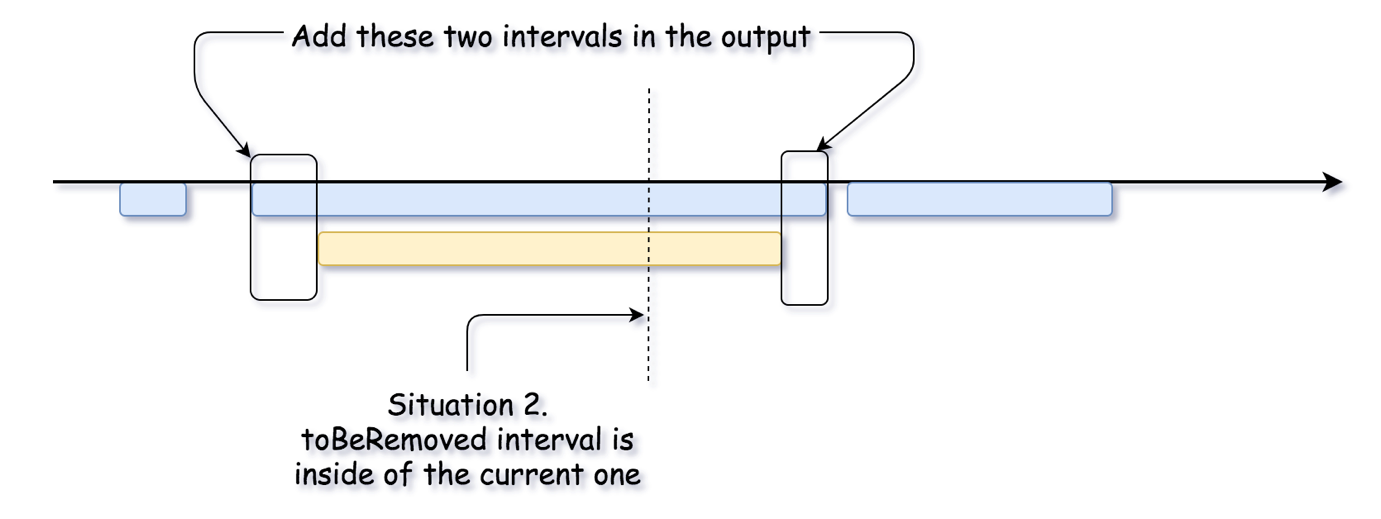 Add these two intervals in the output
Situation 2.
toBeRemoved interval is
inside of the current one